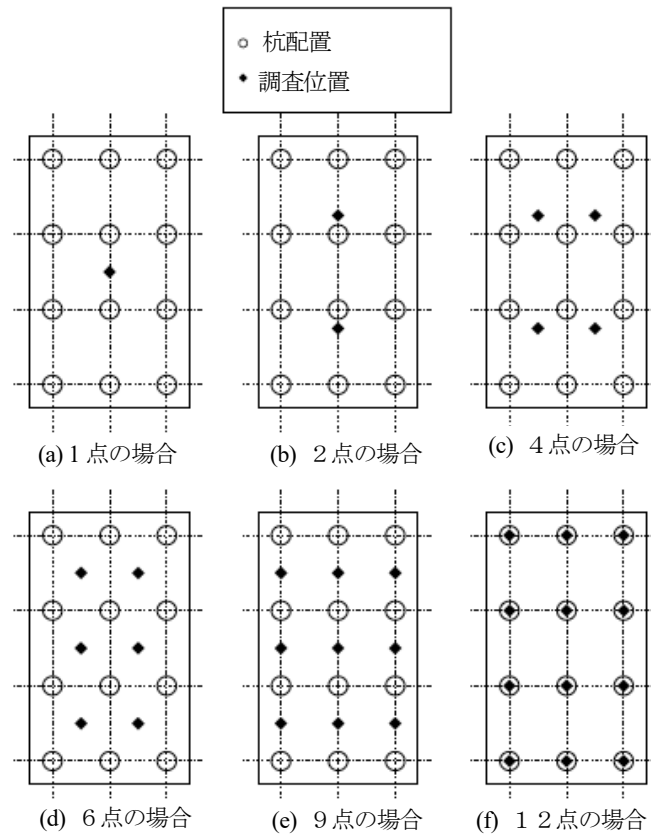 杭配置
調査位置
(a) 1点の場合
(b) 2点の場合
(c) 4点の場合
(d) 6点の場合
(e) 9点の場合
(f) 12点の場合